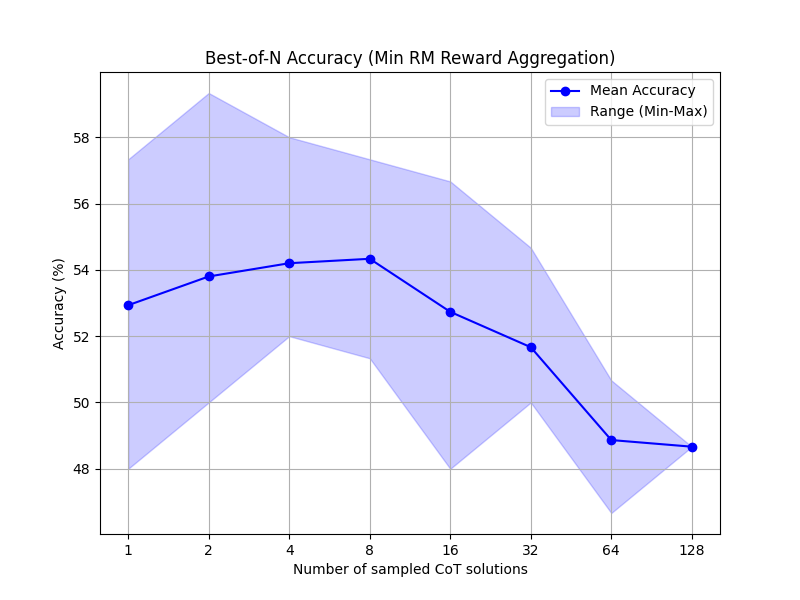 Best-of-N Accuracy (Min RM Reward Aggregation)
Mean Accuracy
Range (Min-Max)
Accuracy (%)
58
56
54
52
50
48
1 2 4 8 16 32 64 128
Number of sampled CoT solutions